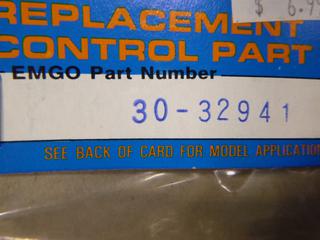 REPLACEMENT
CONTROL PART
EMGO Part Number
30-32941
SEE BACK OF CARD FOR MODEL APPLICATION